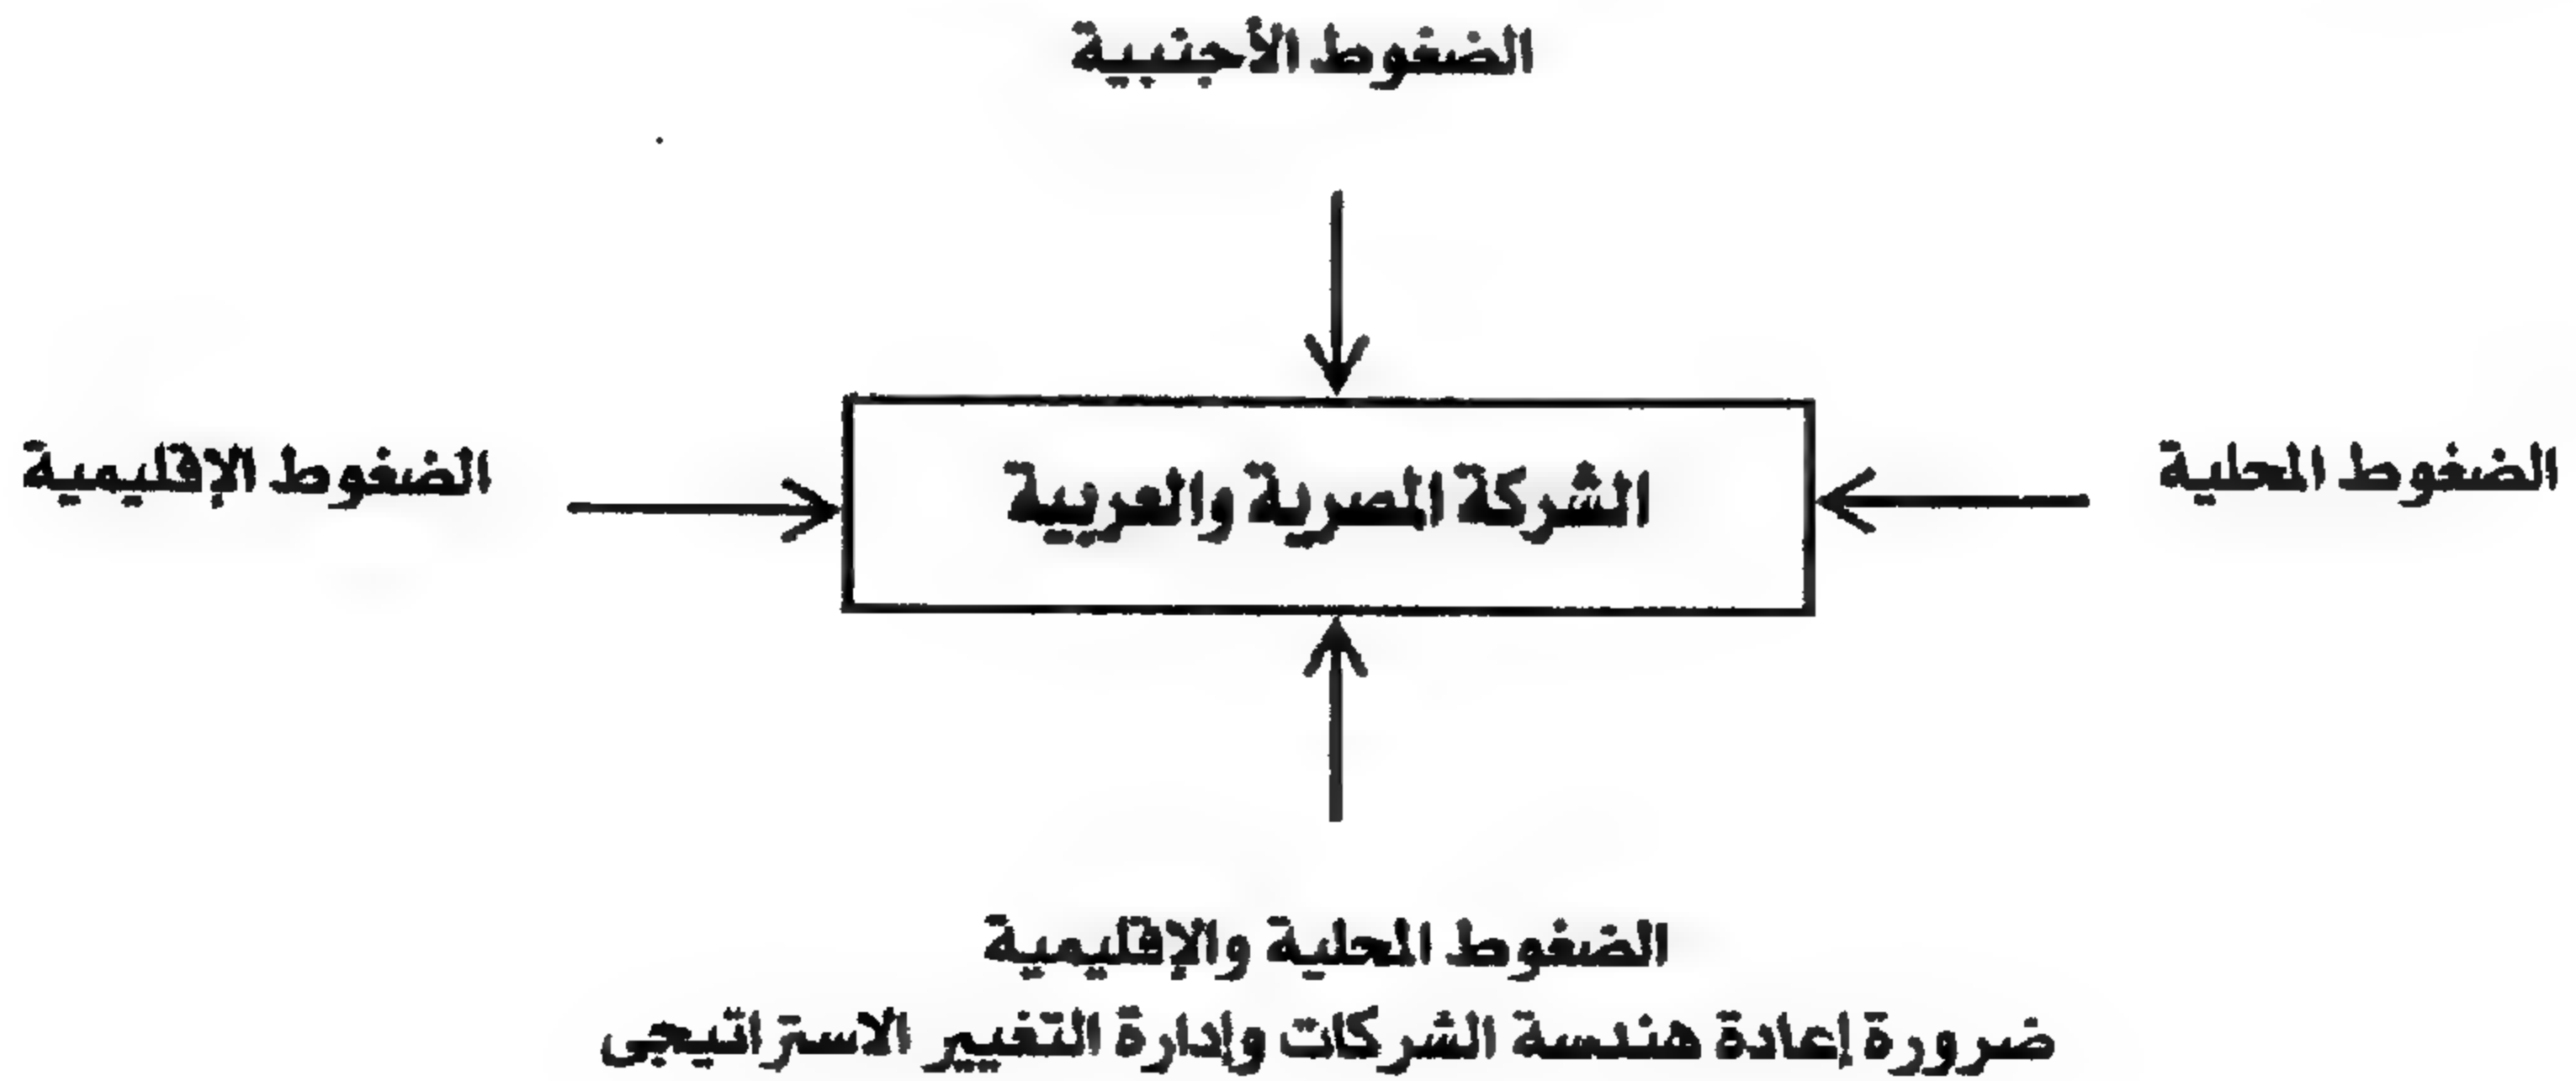 الضغوط الأجنبية
الضغوط المحلية
الشركة المصرية والعربية
الضغوط الإقليمية
الضغوط المحلية والإقليمية
ضرورة إعادة هندسة الشركات وإدارة التغيير الاستراتيجى